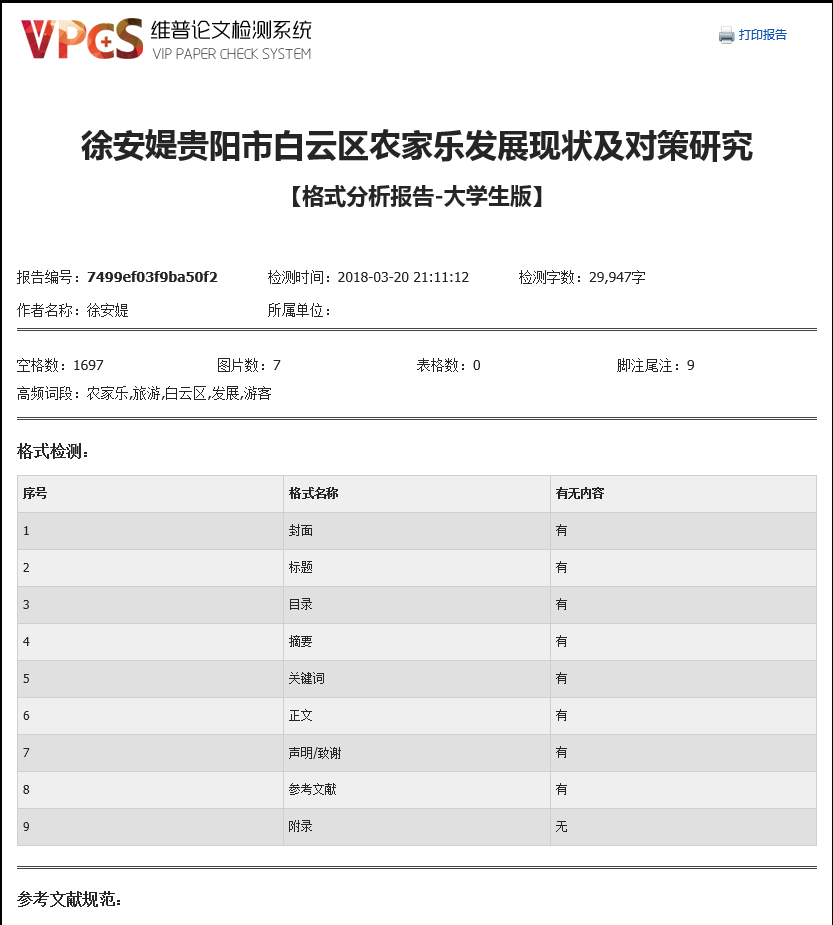 VPCS 维普论文检测系统
VIP PAPER CHECK SYSTEM
打印报告
徐安媞贵阳市白云区农家乐发展现状及对策研究
【格式分析报告-大学生版】
报告编号：7499ef03f9ba50f2 检测时间：2018-03-20 21:11:12 检测字数：29,947字
作者名称：徐安媞 所属单位：
空格数：1697 图片数：7 表格数：0 脚注尾注：9
高频词段：农家乐,旅游,白云区,发展,游客
格式检测：
序号 格式名称 有无内容
1 封面 有
2 标题 有
3 目录 有
4 摘要 有
5 关键词 有
6 正文 有
7 声明/致谢 有
8 参考文献 有
9 附录 无
参考文献规范：